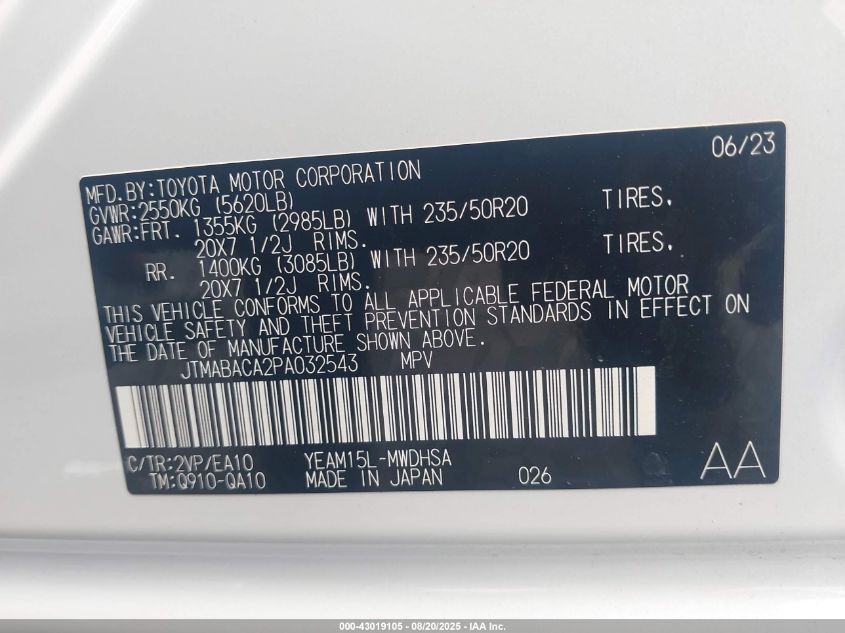 06/23
MFD.BY:TOYOTA MOTOR CORPORATION
GVWR:2550KG (5620LB)
GAWR:FRT. 1355KG (2985LB) WITH 235/50R20 TIRES.
20X7 1/2J RIMS.
RR. 1400KG (3085LB) WITH 235/50R20 TIRES.
20X7 1/2J RIMS.
THIS VEHICLE CONFORMS TO ALL APPLICABLE FEDERAL MOTOR
VEHICLE SAFETY AND THEFT PREVENTION STANDARDS IN EFFECT ON
THE DATE OF MANUFACTURE SHOWN ABOVE.
JTMABACA2PA032543 MPV
C/TR:2VP/EA10 YEAM15L-MWDHSA
TM:Q910-QA10 MADE IN JAPAN 026 AA
000-43019105 - 08/20/2025 - IAA Inc.